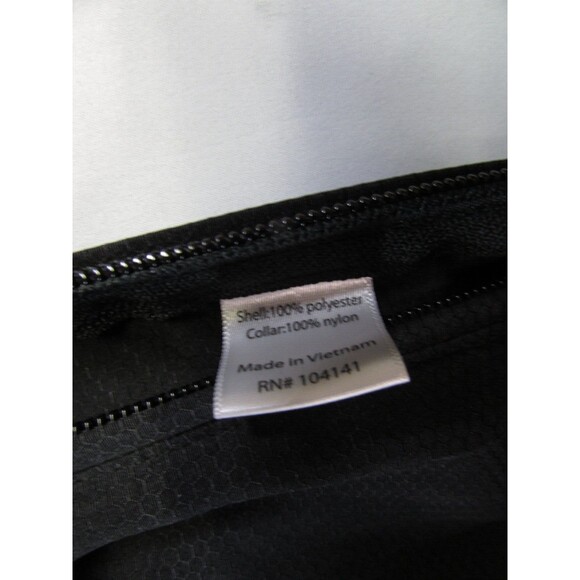 Shell:100% polyester
Collar:100% nylon
Made in Vietnam
RN# 104141